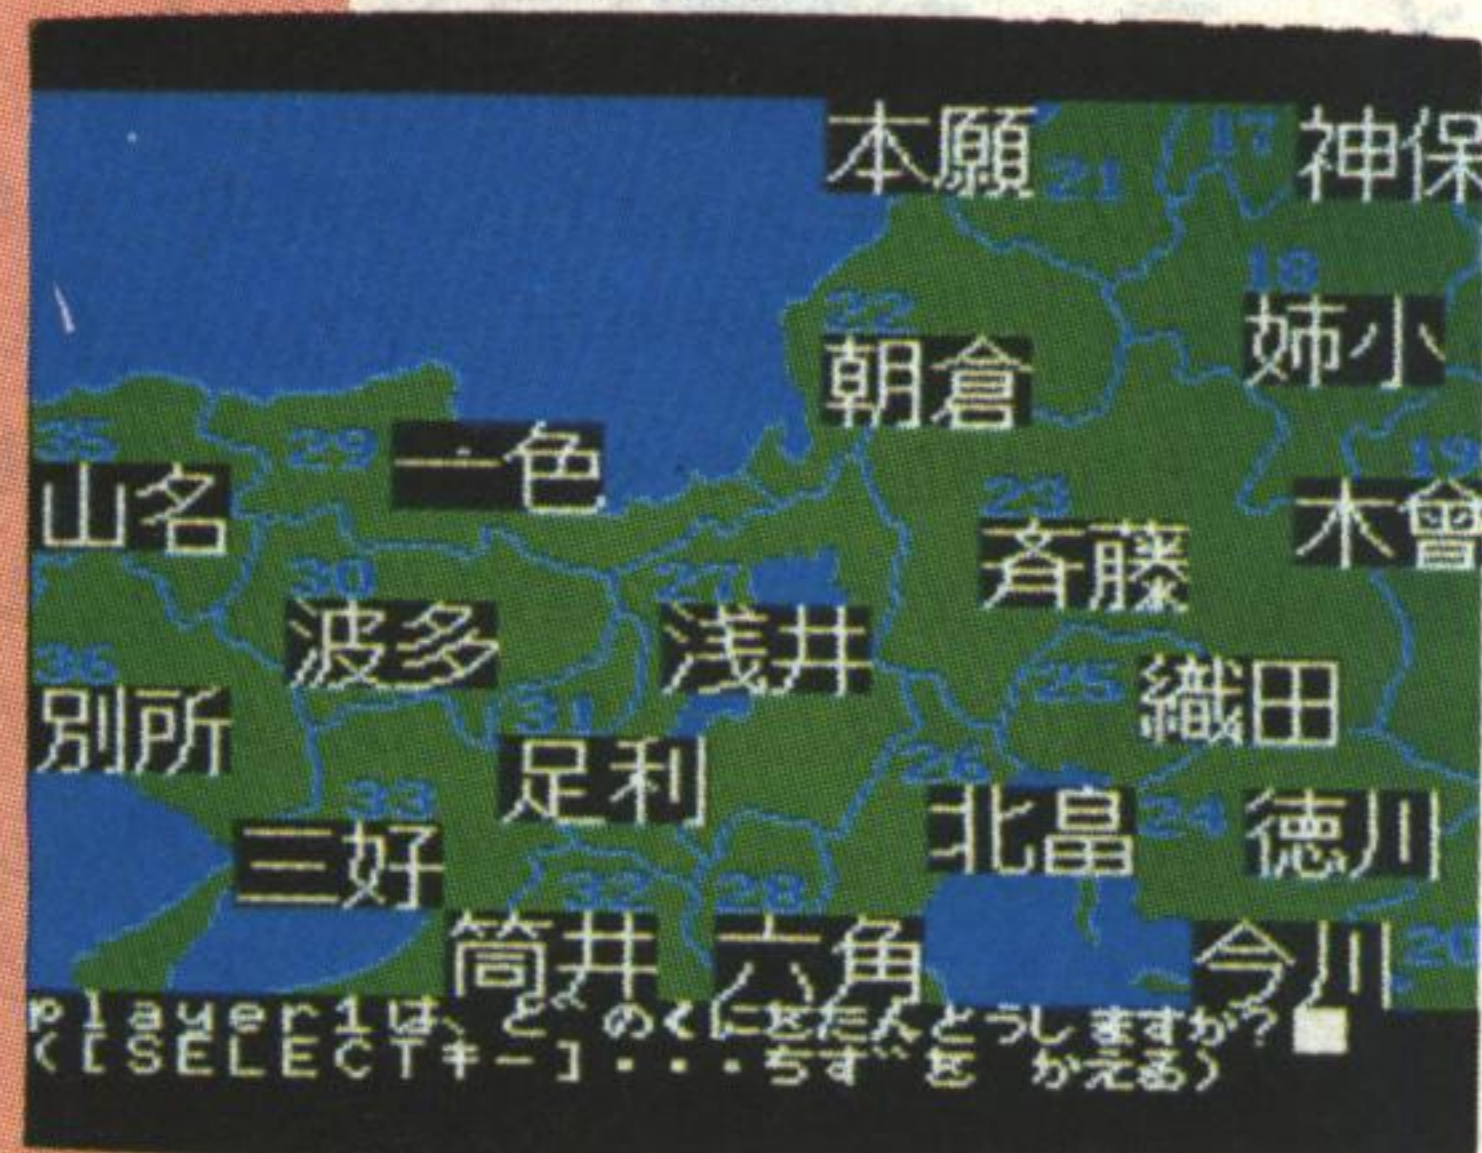 本願 21 17 神保
18
22 姉小
朝倉
35 29 一色 19
山名 23 木曾
斉藤
30 27
波多 浅井
36 25 織田
別所 31
足利 26
33 北畠 24 徳川
三好
32 28
筒井 六角 今川 20
player1は、どのくにをたんとうしますか?
([SELECTキー]・・・ちずを かえる)